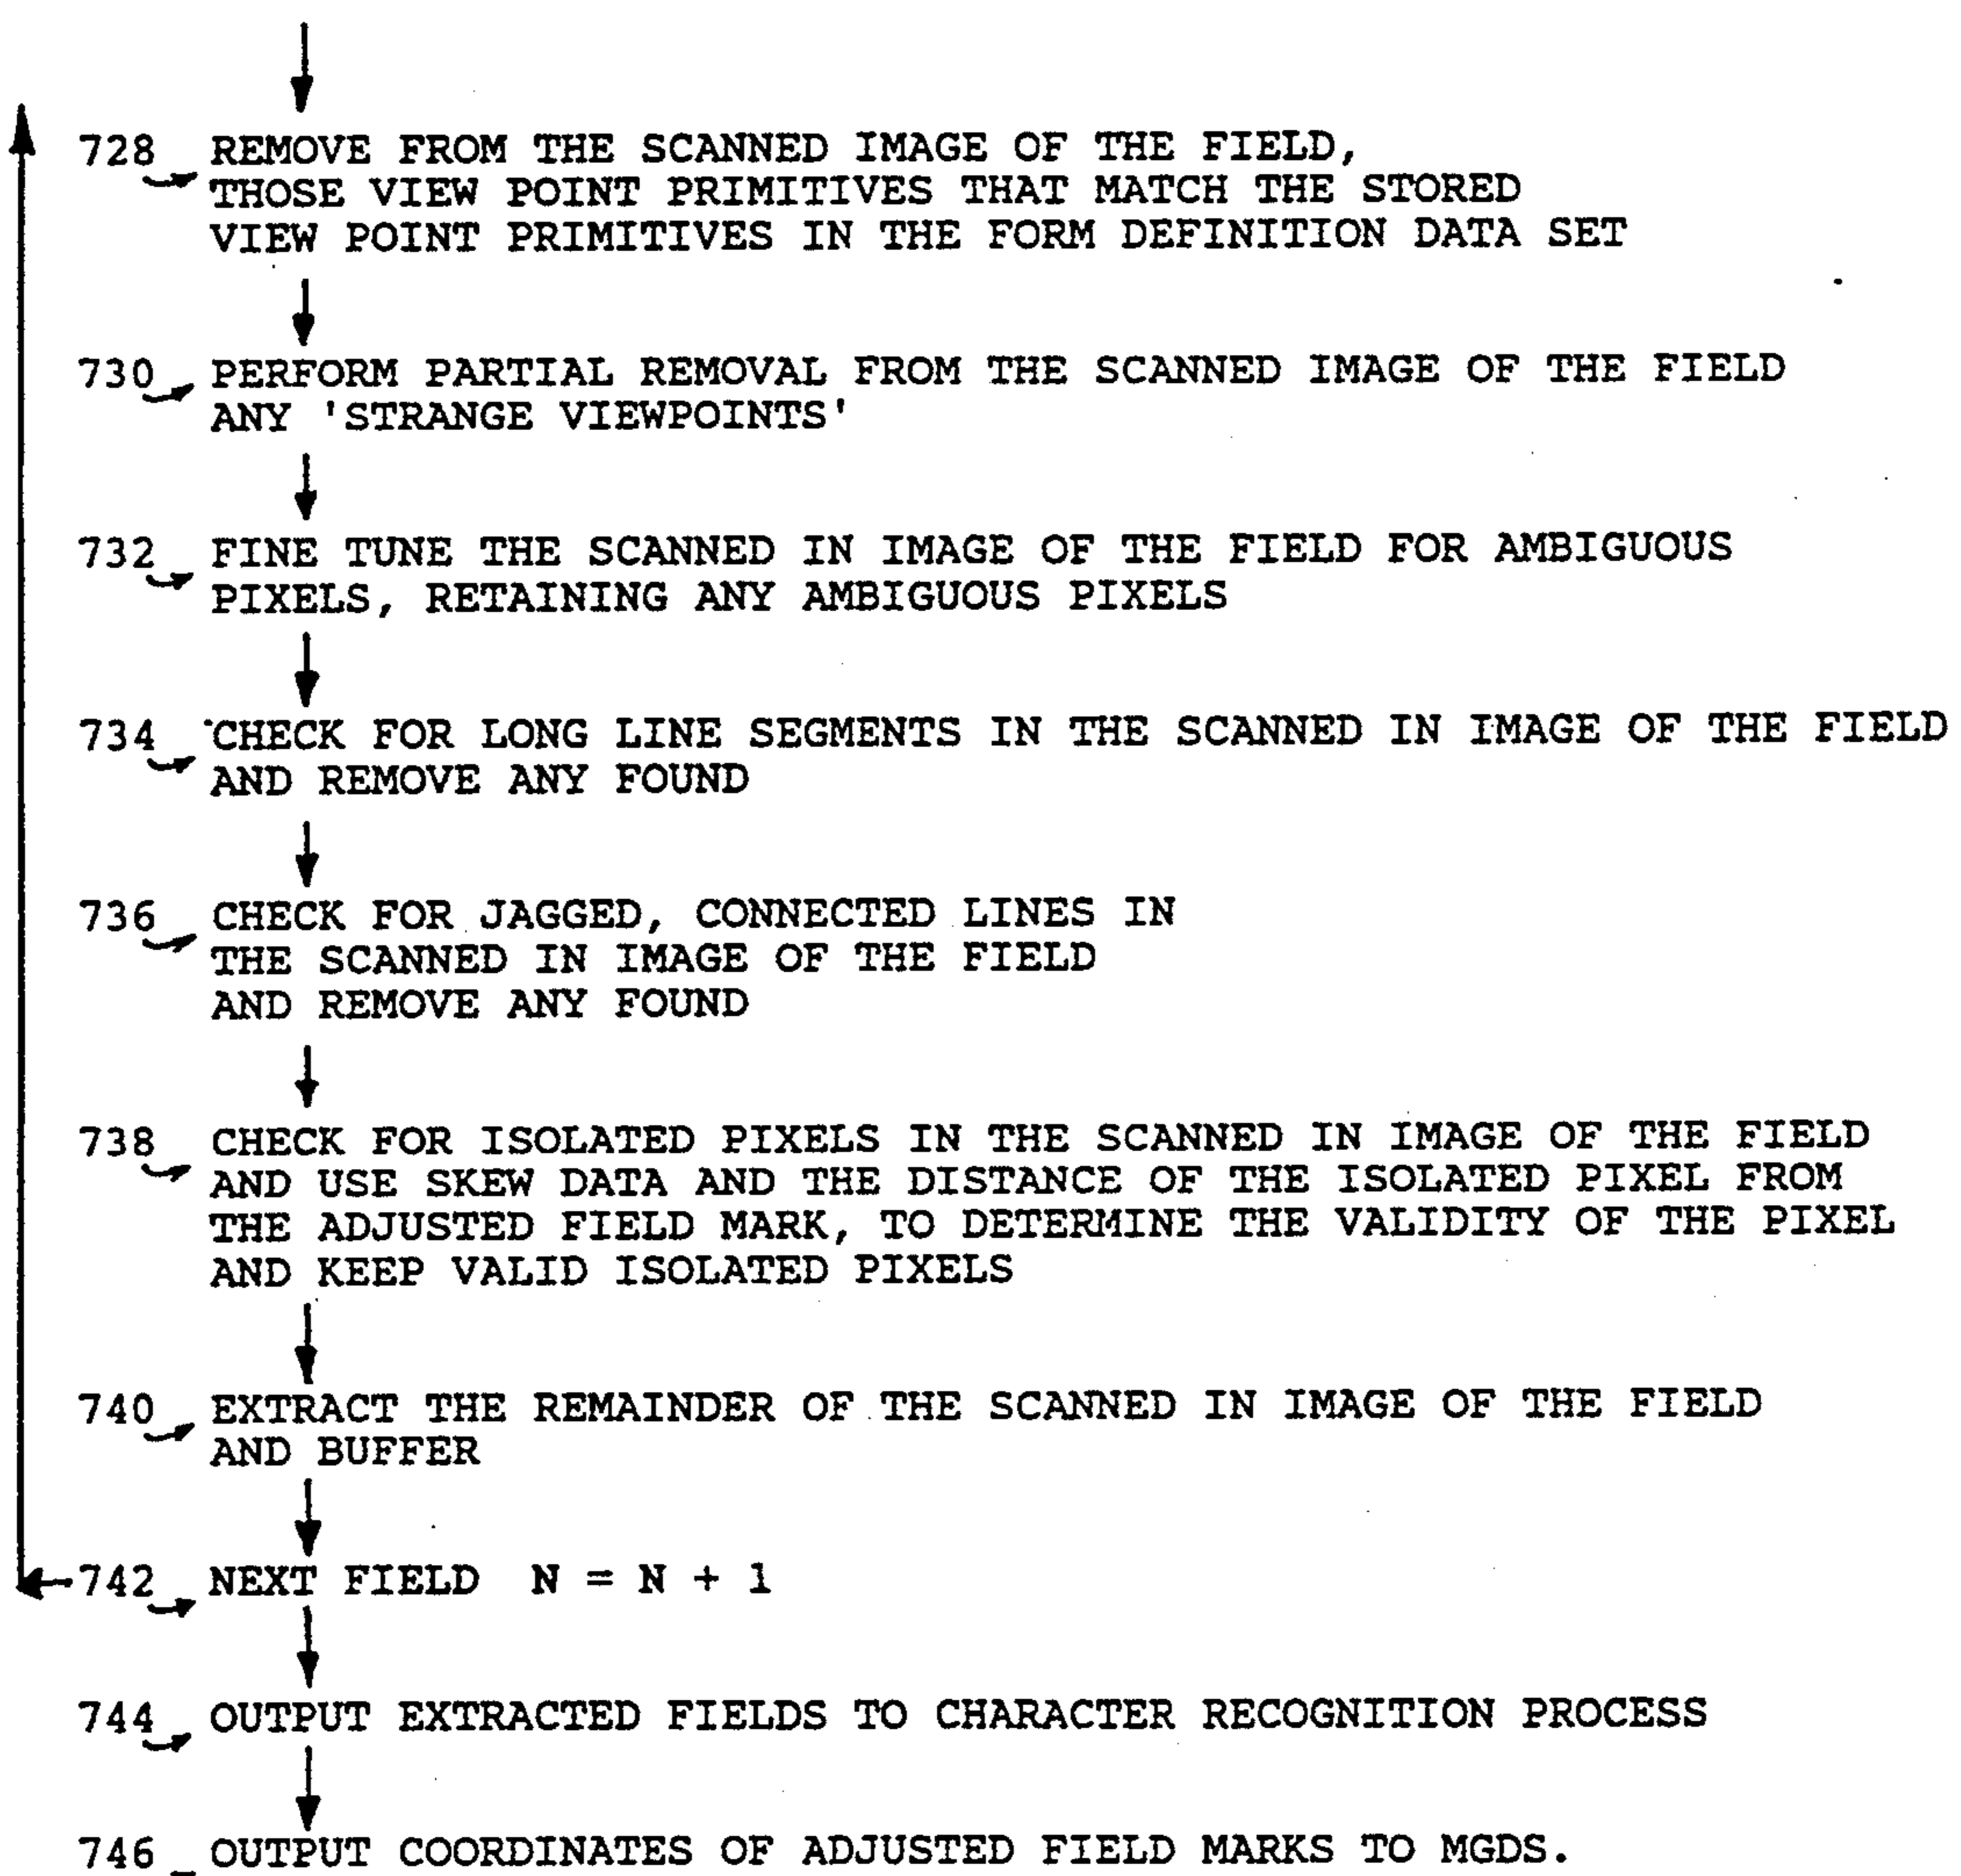 728 REMOVE FROM THE SCANNED IMAGE OF THE FIELD,
THOSE VIEW POINT PRIMITIVES THAT MATCH THE STORED
VIEW POINT PRIMITIVES IN THE FORM DEFINITION DATA SET
730 PERFORM PARTIAL REMOVAL FROM THE SCANNED IMAGE OF THE FIELD
ANY 'STRANGE VIEWPOINTS'
732 FINE TUNE THE SCANNED IN IMAGE OF THE FIELD FOR AMBIGUOUS
PIXELS, RETAINING ANY AMBIGUOUS PIXELS
734 CHECK FOR LONG LINE SEGMENTS IN THE SCANNED IN IMAGE OF THE FIELD
AND REMOVE ANY FOUND
736 CHECK FOR JAGGED, CONNECTED LINES IN
THE SCANNED IN IMAGE OF THE FIELD
AND REMOVE ANY FOUND
738 CHECK FOR ISOLATED PIXELS IN THE SCANNED IN IMAGE OF THE FIELD
AND USE SKEW DATA AND THE DISTANCE OF THE ISOLATED PIXEL FROM
THE ADJUSTED FIELD MARK, TO DETERMINE THE VALIDITY OF THE PIXEL
AND KEEP VALID ISOLATED PIXELS
740 EXTRACT THE REMAINDER OF THE SCANNED IN IMAGE OF THE FIELD
AND BUFFER
742 NEXT FIELD N = N + 1
744 OUTPUT EXTRACTED FIELDS TO CHARACTER RECOGNITION PROCESS
746 OUTPUT COORDINATES OF ADJUSTED FIELD MARKS TO MGDS.